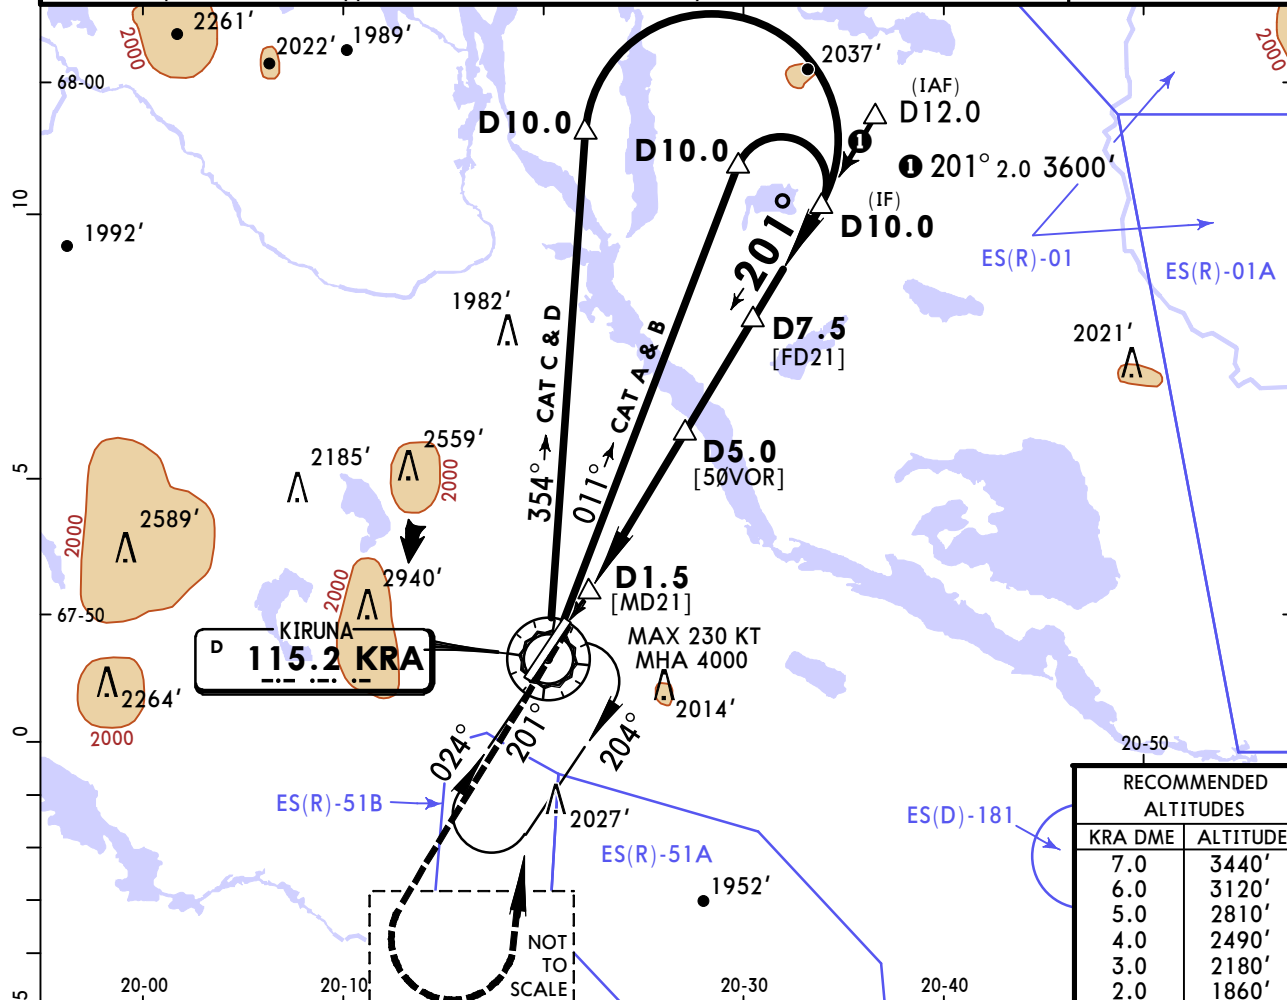 2261'
2000
2022'
1989'
2037'
2000
68-00
(IAF)
D12.0
D10.0
D10.0
1
1 201° 2.0 3600'
(IF)
D10.0
10
1992'
201°
ES(R)-01
ES(R)-01A
1982'
D7.5
[FD21]
2021'
354° → CAT C & D
011° → CAT A & B
D5.0
[5ØVOR]
5
2185'
2559'
2000
2589'
2000
2940'
2000
D1.5
[MD21]
67-50
KIRUNA
D 115.2 KRA
MAX 230 KT
MHA 4000
2014'
2264'
2000
0
024°
201°
204°
20-50
ES(R)-51B
2027'
ES(R)-51A
ES(D)-181
1952'
NOT
TO
SCALE
5
20-00
20-10
20-30
20-40
RECOMMENDED
ALTITUDES
KRA DME ALTITUDE
7.0 3440'
6.0 3120'
5.0 2810'
4.0 2490'
3.0 2180'
2.0 1860'